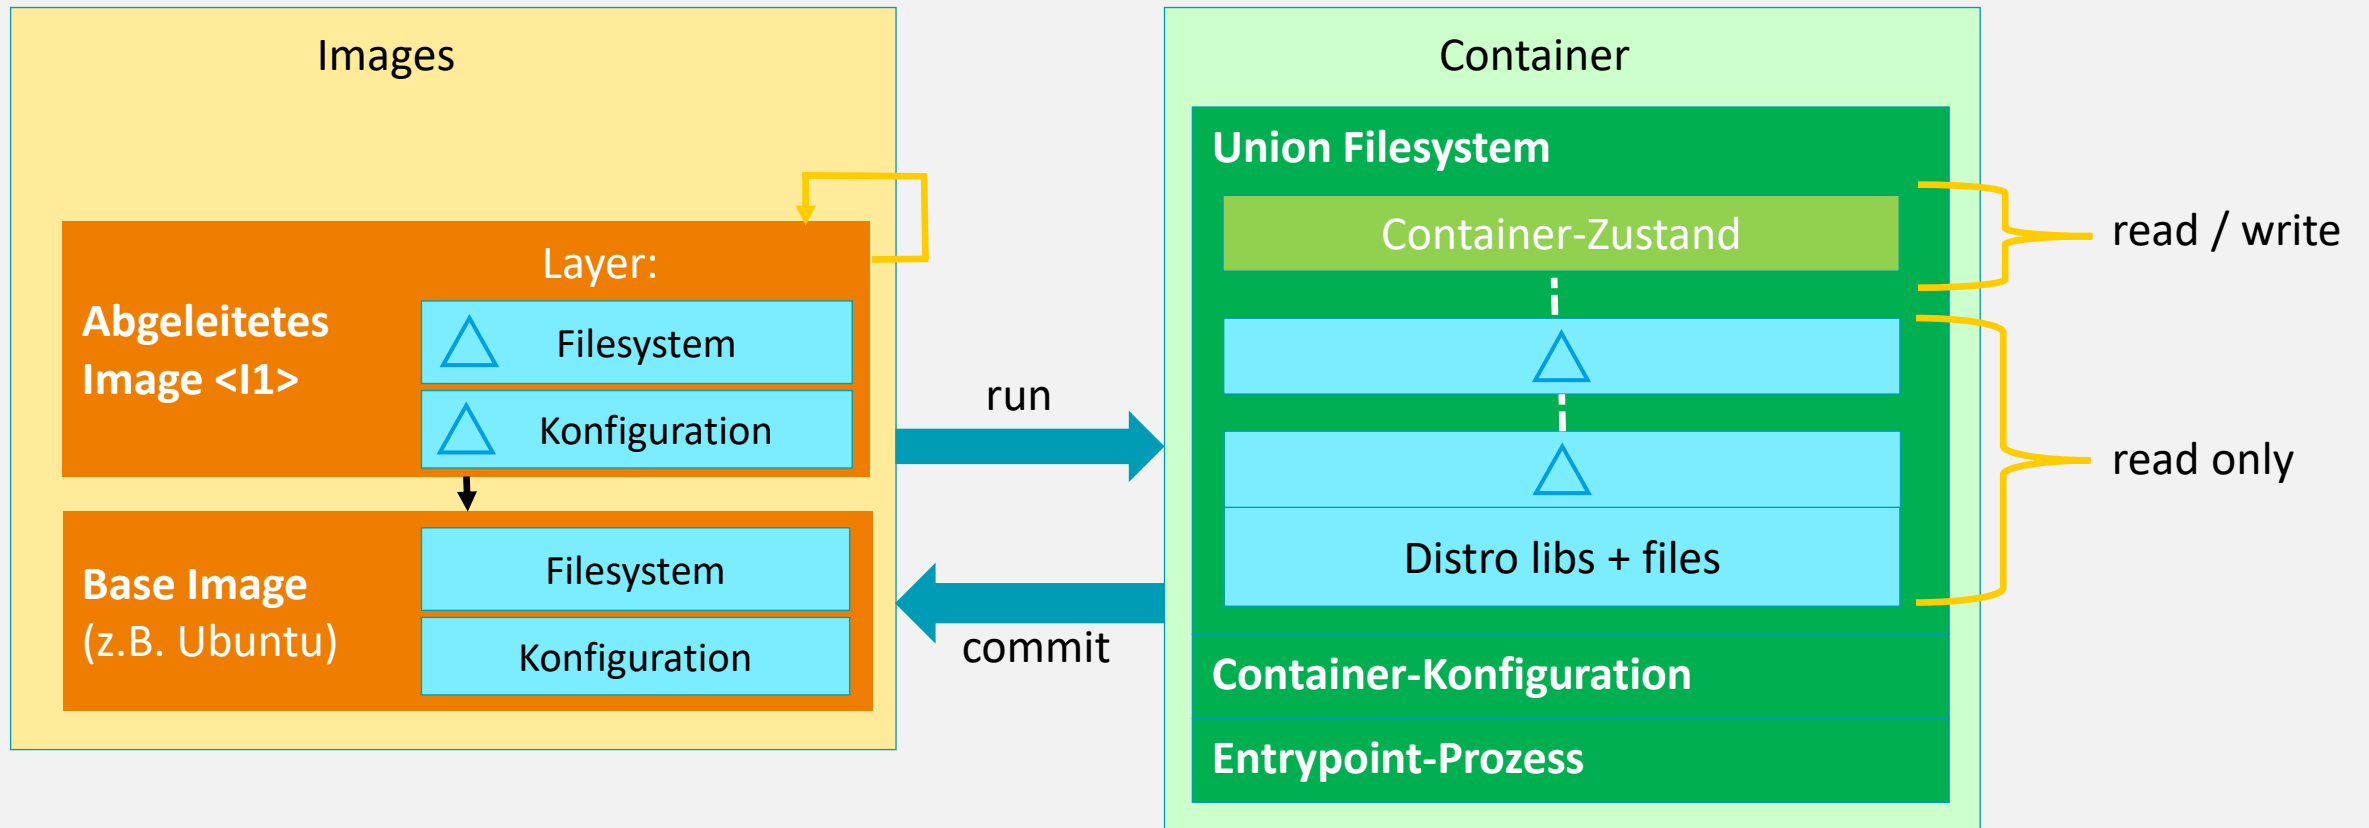 Images
Layer:
Abgeleitetes
Image <I1>
Filesystem
Konfiguration
Base Image
(z.B. Ubuntu)
Filesystem
Konfiguration
run
commit
Container
Union Filesystem
Container-Zustand
Distro libs + files
Container-Konfiguration
Entrypoint-Prozess
read / write
read only